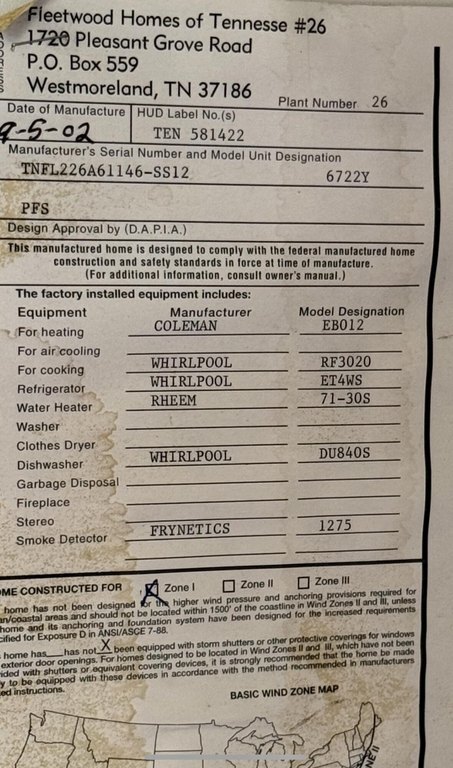 Fleetwood Homes of Tennesse #26
1720 Pleasant Grove Road
P.O. Box 559
Westmoreland, TN 37186
Plant Number 26
Date of Manufacture HUD Label No.(s)
9-5-02 TEN 581422
Manufacturer's Serial Number and Model Unit Designation
TNFL226A61146-SS12 6722Y
PFS
Design Approval by (D.A.P.I.A.)
This manufactured home is designed to comply with the federal manufactured home
construction and safety standards in force at time of manufacture.
(For additional information, consult owner's manual.)
The factory installed equipment includes:
Equipment Manufacturer Model Designation
For heating COLEMAN EB012
For air cooling
For cooking WHIRLPOOL RF3020
Refrigerator WHIRLPOOL ET4WS
Water Heater RHEEM 71-30S
Washer
Clothes Dryer
Dishwasher WHIRLPOOL DU840S
Garbage Disposal
Fireplace
Stereo
Smoke Detector FRYNETICS 1275
OME CONSTRUCTED FOR X Zone I Zone II Zone III
home has not been designed for the higher wind pressure and anchoring provisions required for
an/coastal areas and should not be located within 1500' of the coastline in Wind Zones II and III, unless
home and its anchoring and foundation system have been designed for the increased requirements
cified for Exposure D in ANSI/ASCE 7-88.
home has has not X been equipped with storm shutters or other protective coverings for windows
exterior door openings. For homes designed to be located in Wind Zones II and III, which have not been
vided with shutters or equivalent covering devices, it is strongly recommended that the home be made
y to be equipped with these devices in accordance with the method recommended in manufacturers
ed instructions.
BASIC WIND ZONE MAP
NE II